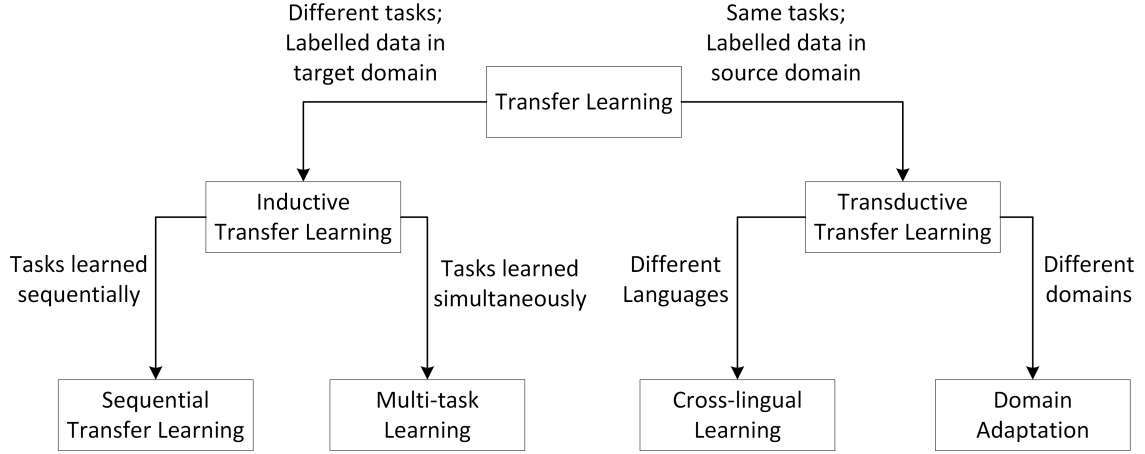 Different tasks;
Labelled data in
target domain
Same tasks;
Labelled data in
source domain
Transfer Learning
Inductive
Transfer Learning
Transductive
Transfer Learning
Tasks learned
sequentially
Tasks learned
simultaneously
Different
Languages
Different
domains
Sequential
Transfer Learning
Multi-task
Learning
Cross-lingual
Learning
Domain
Adaptation